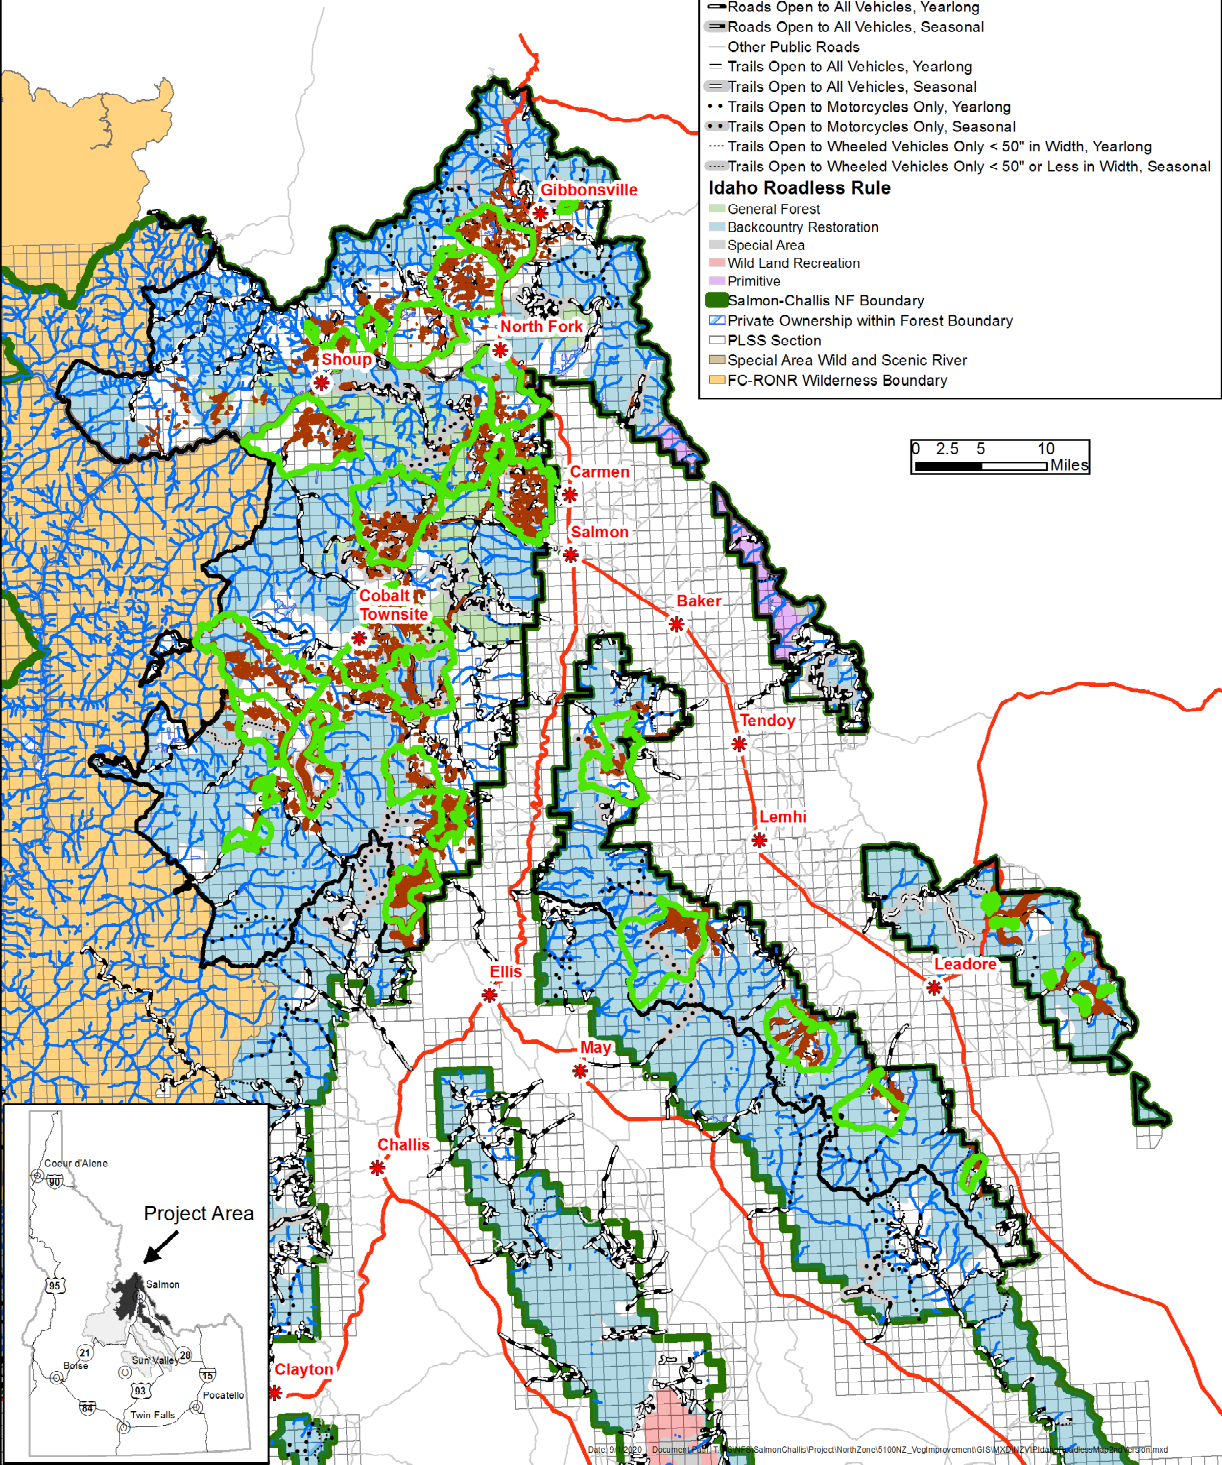 Roads Open to All Vehicles, Yearlong
Roads Open to All Vehicles, Seasonal
Other Public Roads
Trails Open to All Vehicles, Yearlong
Trails Open to All Vehicles, Seasonal
Trails Open to Motorcycles Only, Yearlong
Trails Open to Motorcycles Only, Seasonal
Trails Open to Wheeled Vehicles Only < 50" in Width, Yearlong
Trails Open to Wheeled Vehicles Only < 50" or Less in Width, Seasonal
Idaho Roadless Rule
General Forest
Backcountry Restoration
Special Area
Wild Land Recreation
Primitive
Salmon-Challis NF Boundary
Private Ownership within Forest Boundary
PLSS Section
Special Area Wild and Scenic River
FC-RONR Wilderness Boundary
0 2.5 5 10
Miles
Gibbonsville
North Fork
Shoup
Carmen
Salmon
Cobalt
Townsite
Baker
Tendoy
Lemhi
Leadore
Ellis
May
Challis
Clayton
Coeur d'Alene
90
Project Area
Salmon
95
21
Boise
Sun Valley
20
15
93
Pocatello
84
Twin Falls
Date: 9/1/2020